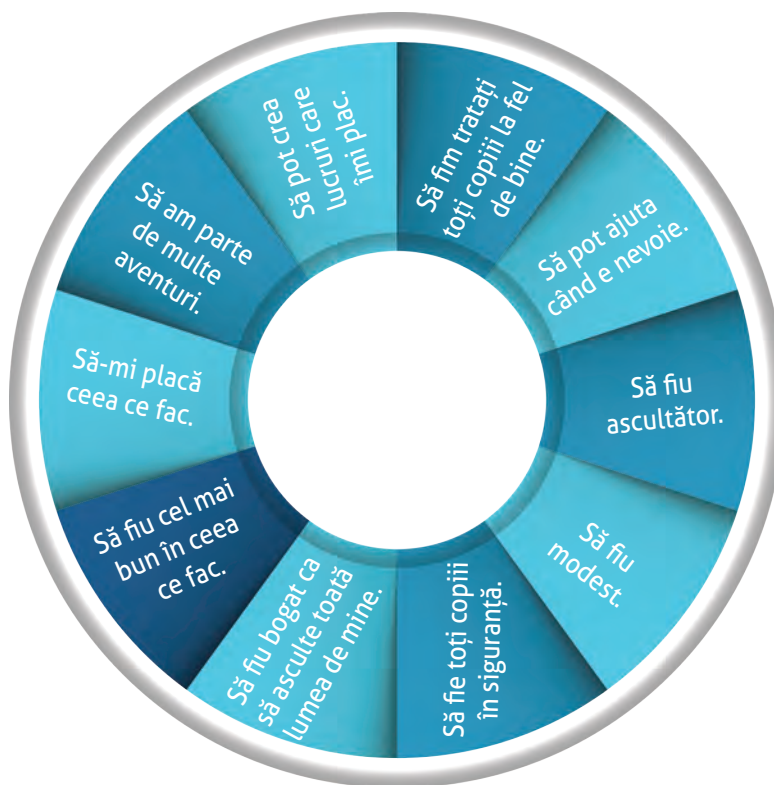 Să fim tratați
toți copiii la fel
de bine.
Să pot ajuta
când e nevoie.
Să fiu
ascultător.
Să fiu
modest.
Să fie toți copiii
în siguranță.
Să fiu bogat ca
să asculte toată
lumea de mine.
Să fiu cel mai
bun în ceea
ce fac.
Să-mi placă
ceea ce fac.
Să am parte
de multe
aventuri.
Să pot crea
lucruri care
îmi plac.